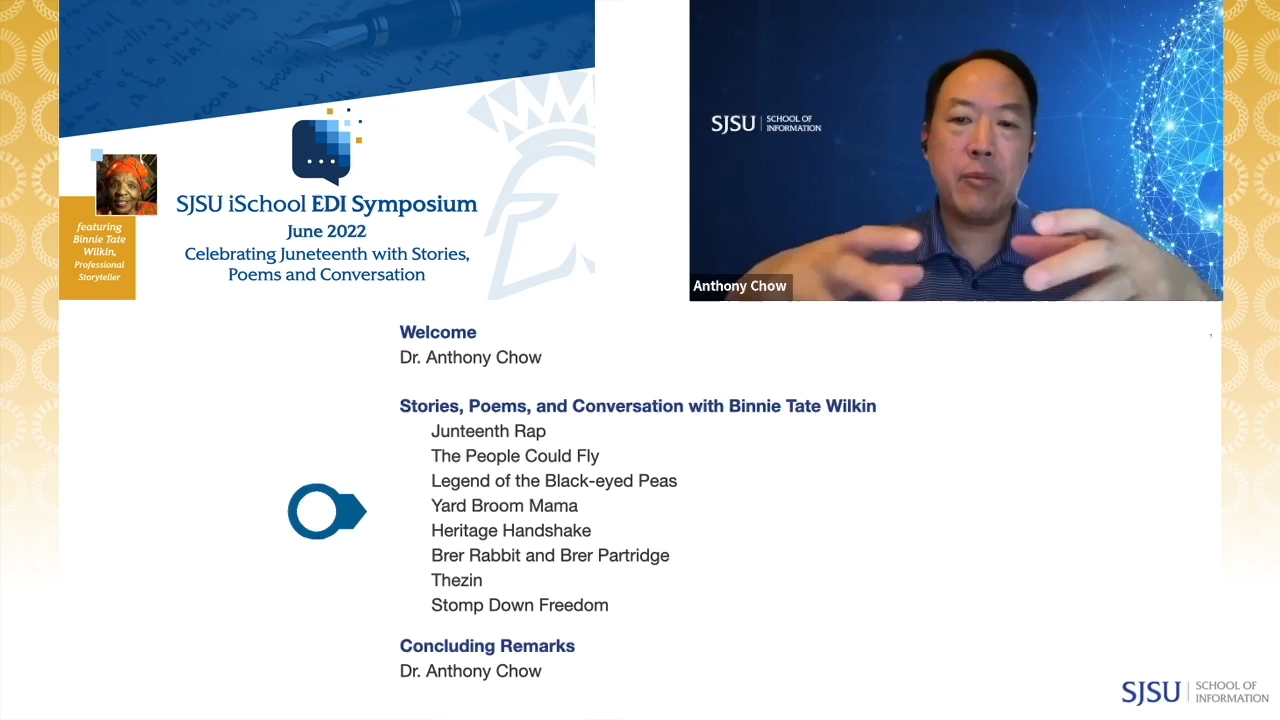 featuring
Binnie Tate
Wilkin,
Professional
Storyteller
SJSU iSchool EDI Symposium
June 2022
Celebrating Juneteenth with Stories,
Poems and Conversation
SJSU | SCHOOL OF
INFORMATION
Anthony Chow
Welcome
Dr. Anthony Chow
Stories, Poems, and Conversation with Binnie Tate Wilkin
Junteenth Rap
The People Could Fly
Legend of the Black-eyed Peas
Yard Broom Mama
Heritage Handshake
Brer Rabbit and Brer Partridge
Thezin
Stomp Down Freedom
Concluding Remarks
Dr. Anthony Chow
SJSU | SCHOOL OF
INFORMATION